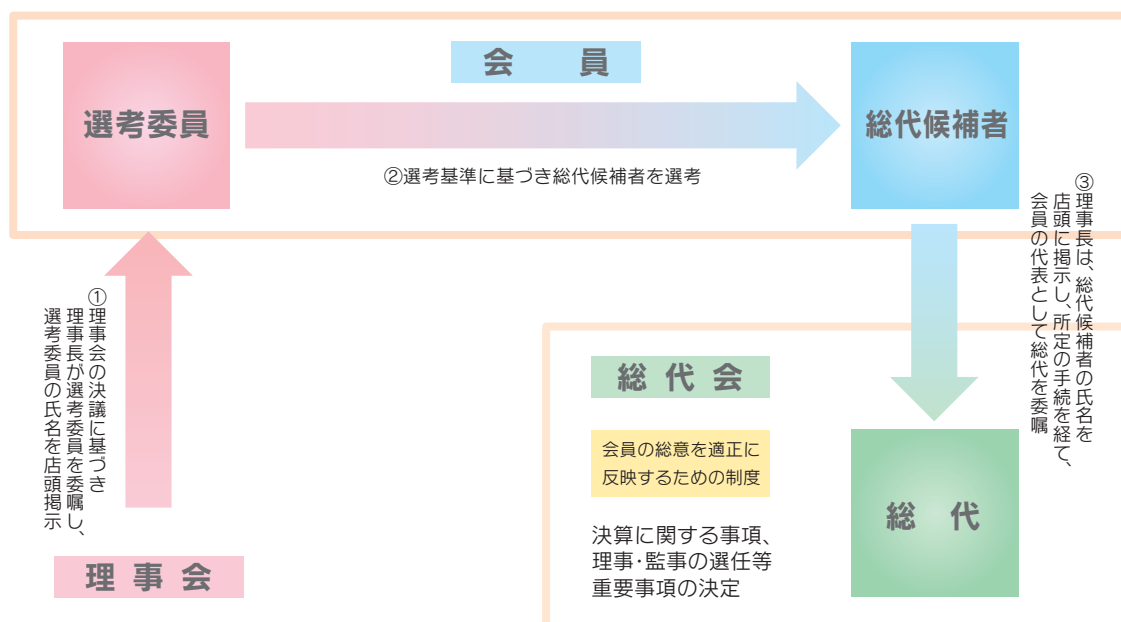 会 員
選考委員
総代候補者
②選考基準に基づき総代候補者を選考
③理事長は、総代候補者の氏名を
店頭に掲示し、所定の手続を経て、
会員の代表として総代を委嘱
①理事会の決議に基づき
理事長が選考委員を委嘱し、
選考委員の氏名を店頭掲示
理 事 会
総 代 会
会員の総意を適正に
反映するための制度
決算に関する事項、
理事・監事の選任等
重要事項の決定
総 代